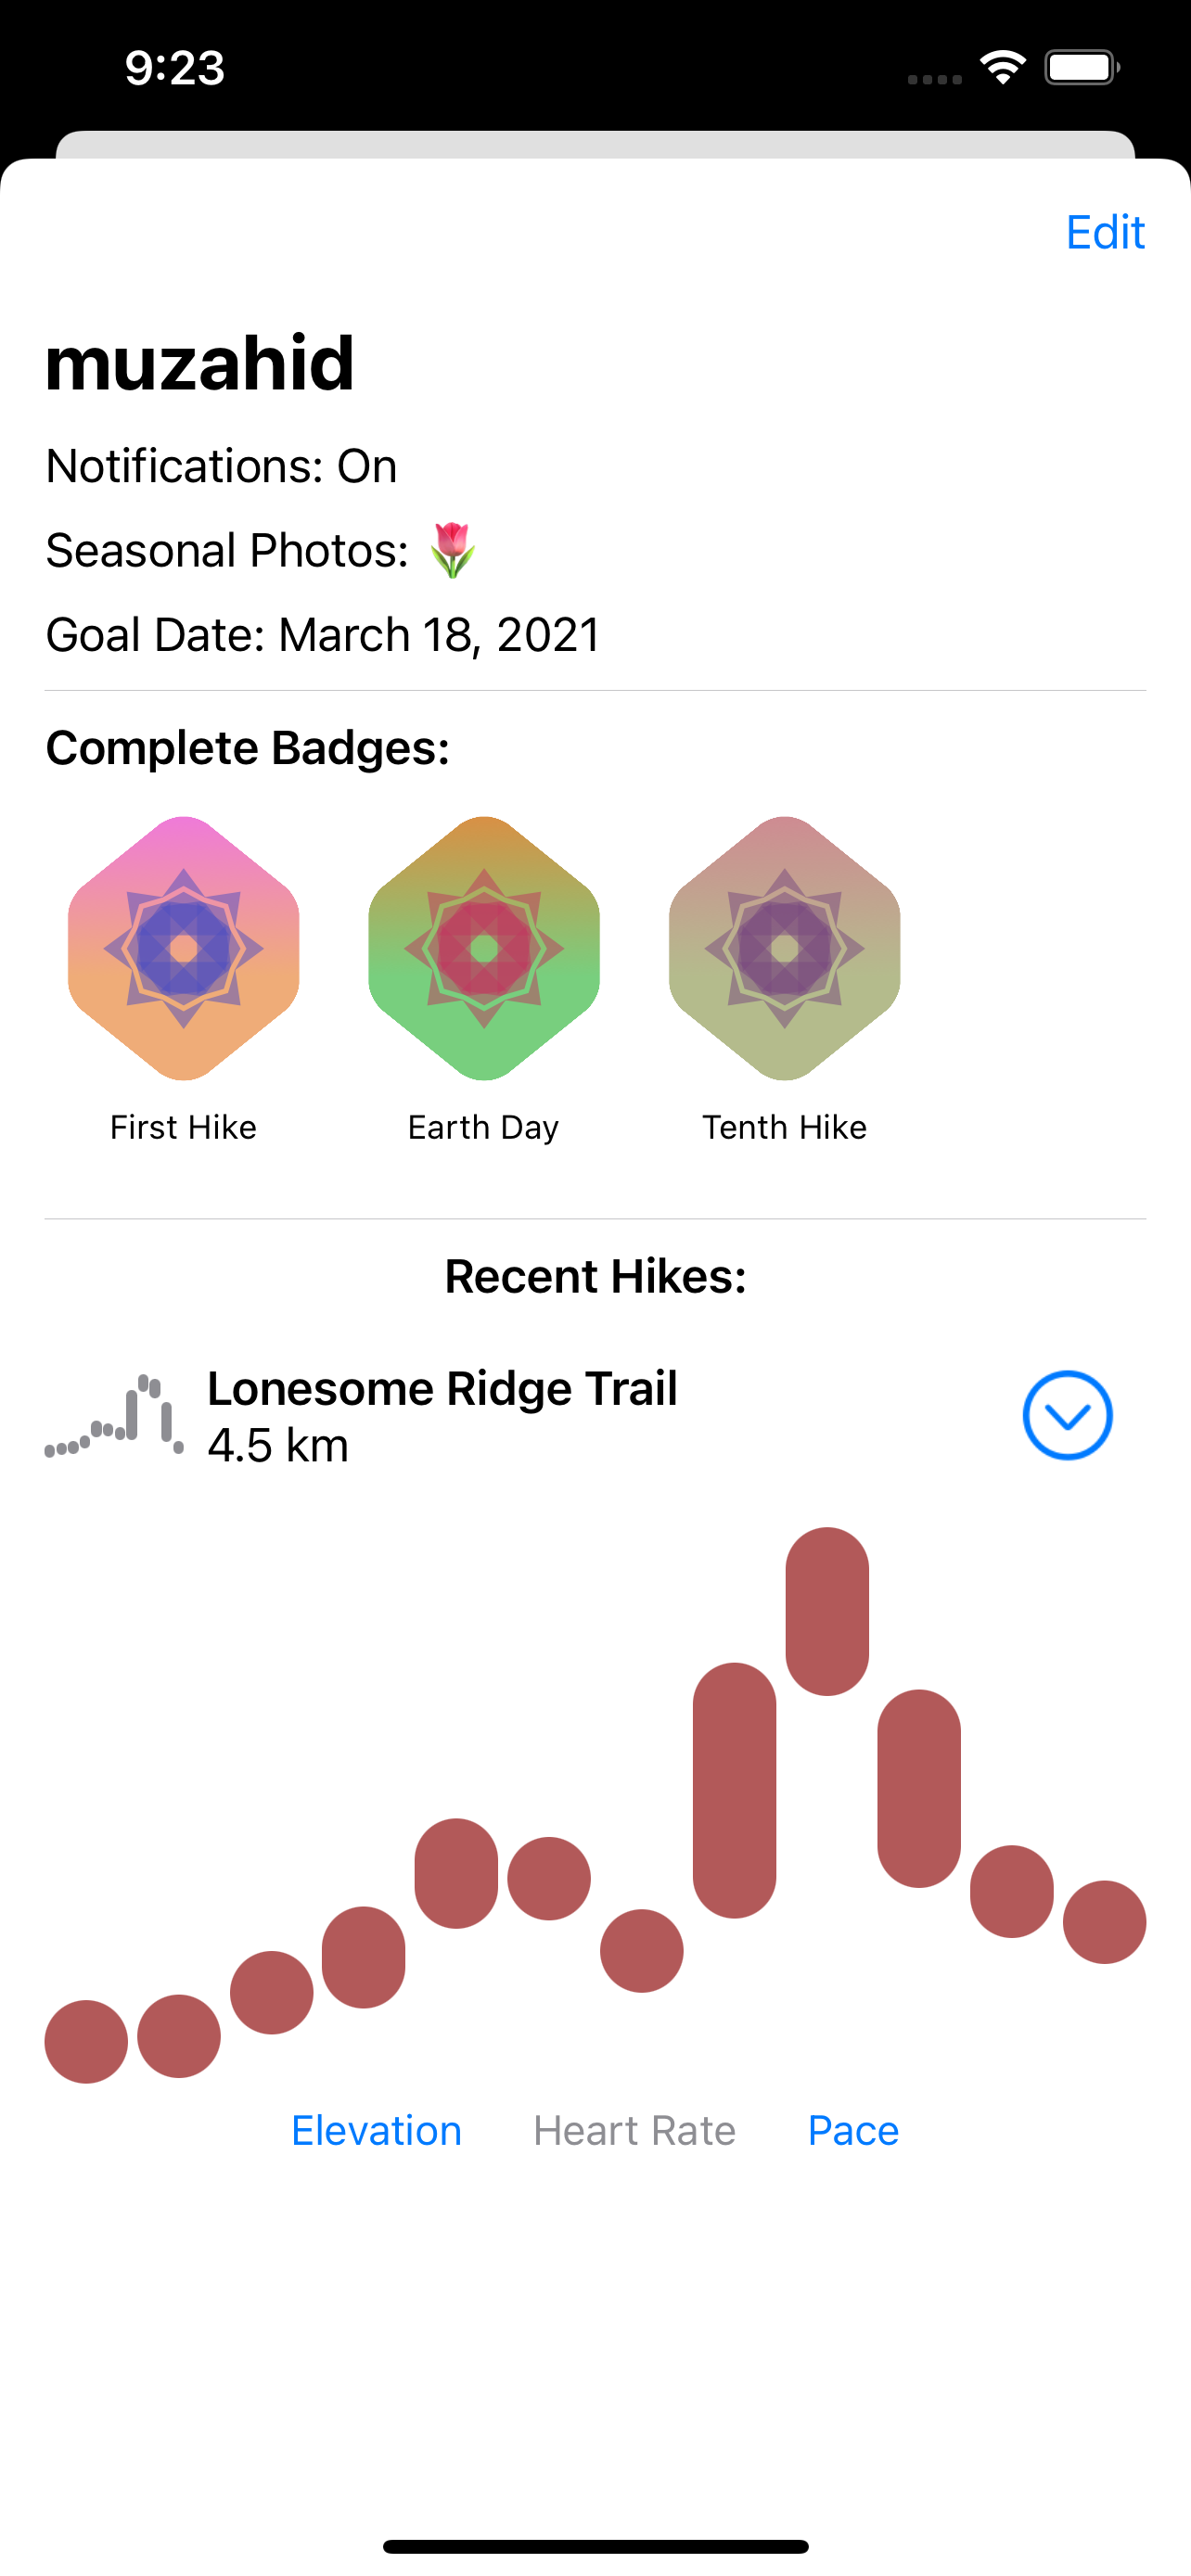 9:23
Edit
muzahid
Notifications: On
Seasonal Photos: 🌷
Goal Date: March 18, 2021
Complete Badges:
First Hike
Earth Day
Tenth Hike
Recent Hikes:
Lonesome Ridge Trail
4.5 km
Elevation
Heart Rate
Pace